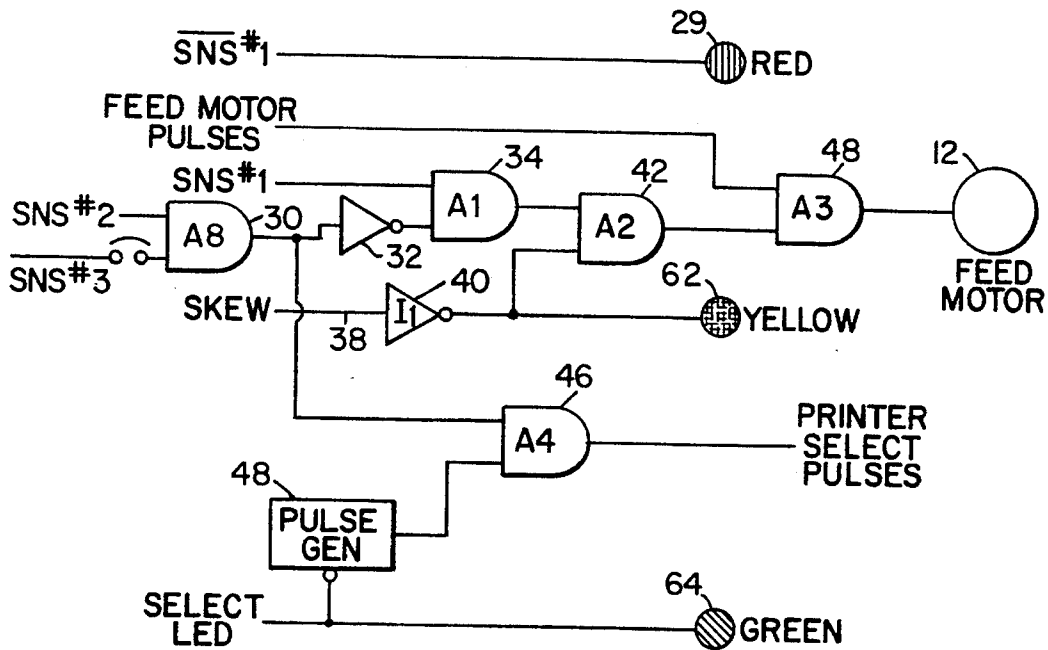 29
S̅N̅S̅ #1
RED
FEED MOTOR
PULSES
34
SNS #1
A1
42
A2
48
A3
12
FEED
MOTOR
SNS #2
30
A8
SNS #3
32
SKEW
38
40
I1
62
YELLOW
46
A4
PRINTER
SELECT
PULSES
48
PULSE
GEN
SELECT
LED
64
GREEN